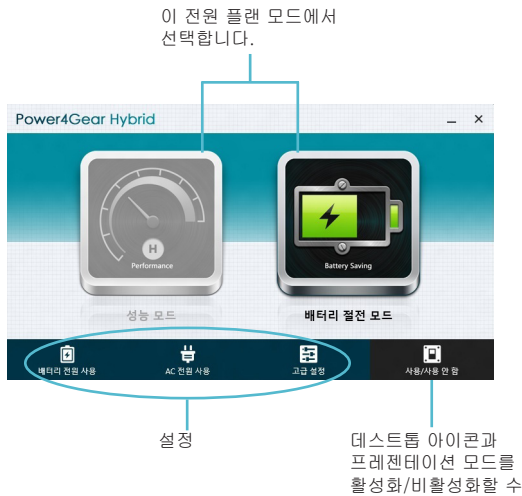 이 전원 플랜 모드에서
선택합니다.
Power4Gear Hybrid
H
Performance
Battery Saving
성능 모드
배터리 절전 모드
배터리 전원 사용
AC 전원 사용
고급 설정
사용/사용 안 함
설정
데스트톱 아이콘과
프레젠테이션 모드를
활성화/비활성화할 수